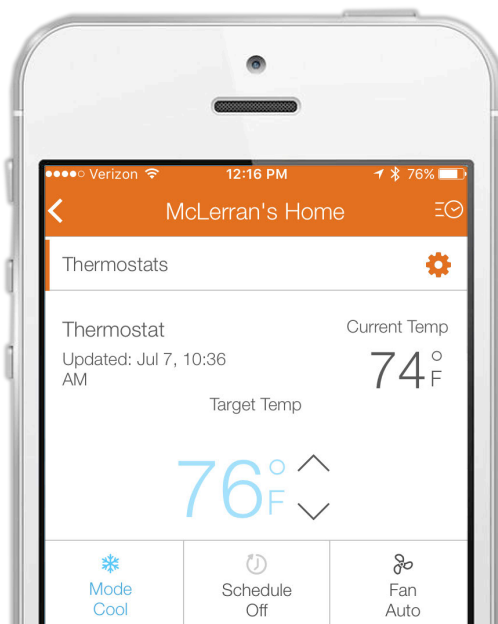 Verizon 12:16 PM 76%
McLerran's Home
Thermostats
Thermostat
Current Temp
Updated: Jul 7, 10:36
AM
74°F
Target Temp
76°F
Mode
Cool
Schedule
Off
Fan
Auto